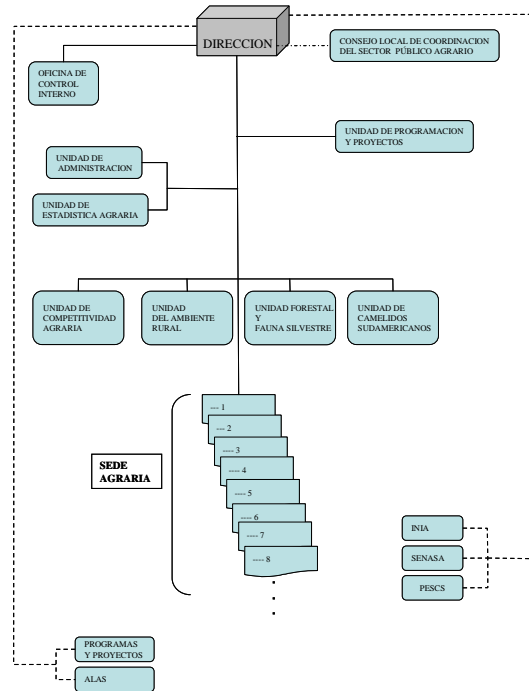 DIRECCION
CONSEJO LOCAL DE COORDINACION
DEL SECTOR PÚBLICO AGRARIO
OFICINA DE
CONTROL
INTERNO
UNIDAD DE PROGRAMACION
Y PROYECTOS
UNIDAD DE
ADMINISTRACION
UNIDAD DE
ESTADISTICA AGRARIA
UNIDAD DE
COMPETITIVIDAD
AGRARIA
UNIDAD
DEL AMBIENTE
RURAL
UNIDAD FORESTAL
Y
FAUNA SILVESTRE
UNIDAD DE
CAMELIDOS
SUDAMERICANOS
SEDE
AGRARIA
--- 1
--- 2
---- 3
---- 4
---- 5
---- 6
---- 7
---- 8
INIA
SENASA
PESCS
PROGRAMAS
Y PROYECTOS
ALAS